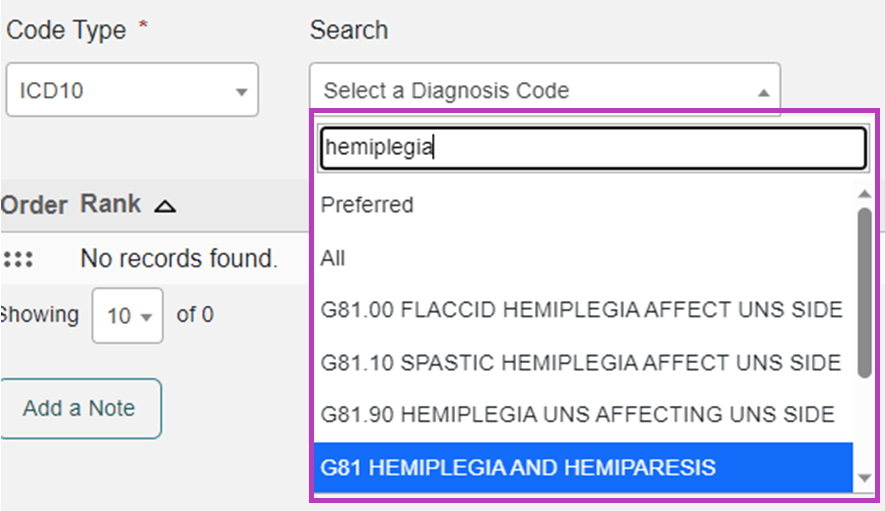 Code Type *
Search
ICD10
Select a Diagnosis Code
hemiplegia
Preferred
All
G81.00 FLACCID HEMIPLEGIA AFFECT UNS SIDE
G81.10 SPASTIC HEMIPLEGIA AFFECT UNS SIDE
G81.90 HEMIPLEGIA UNS AFFECTING UNS SIDE
G81 HEMIPLEGIA AND HEMIPARESIS
Order Rank
No records found.
Showing 10 of 0
Add a Note